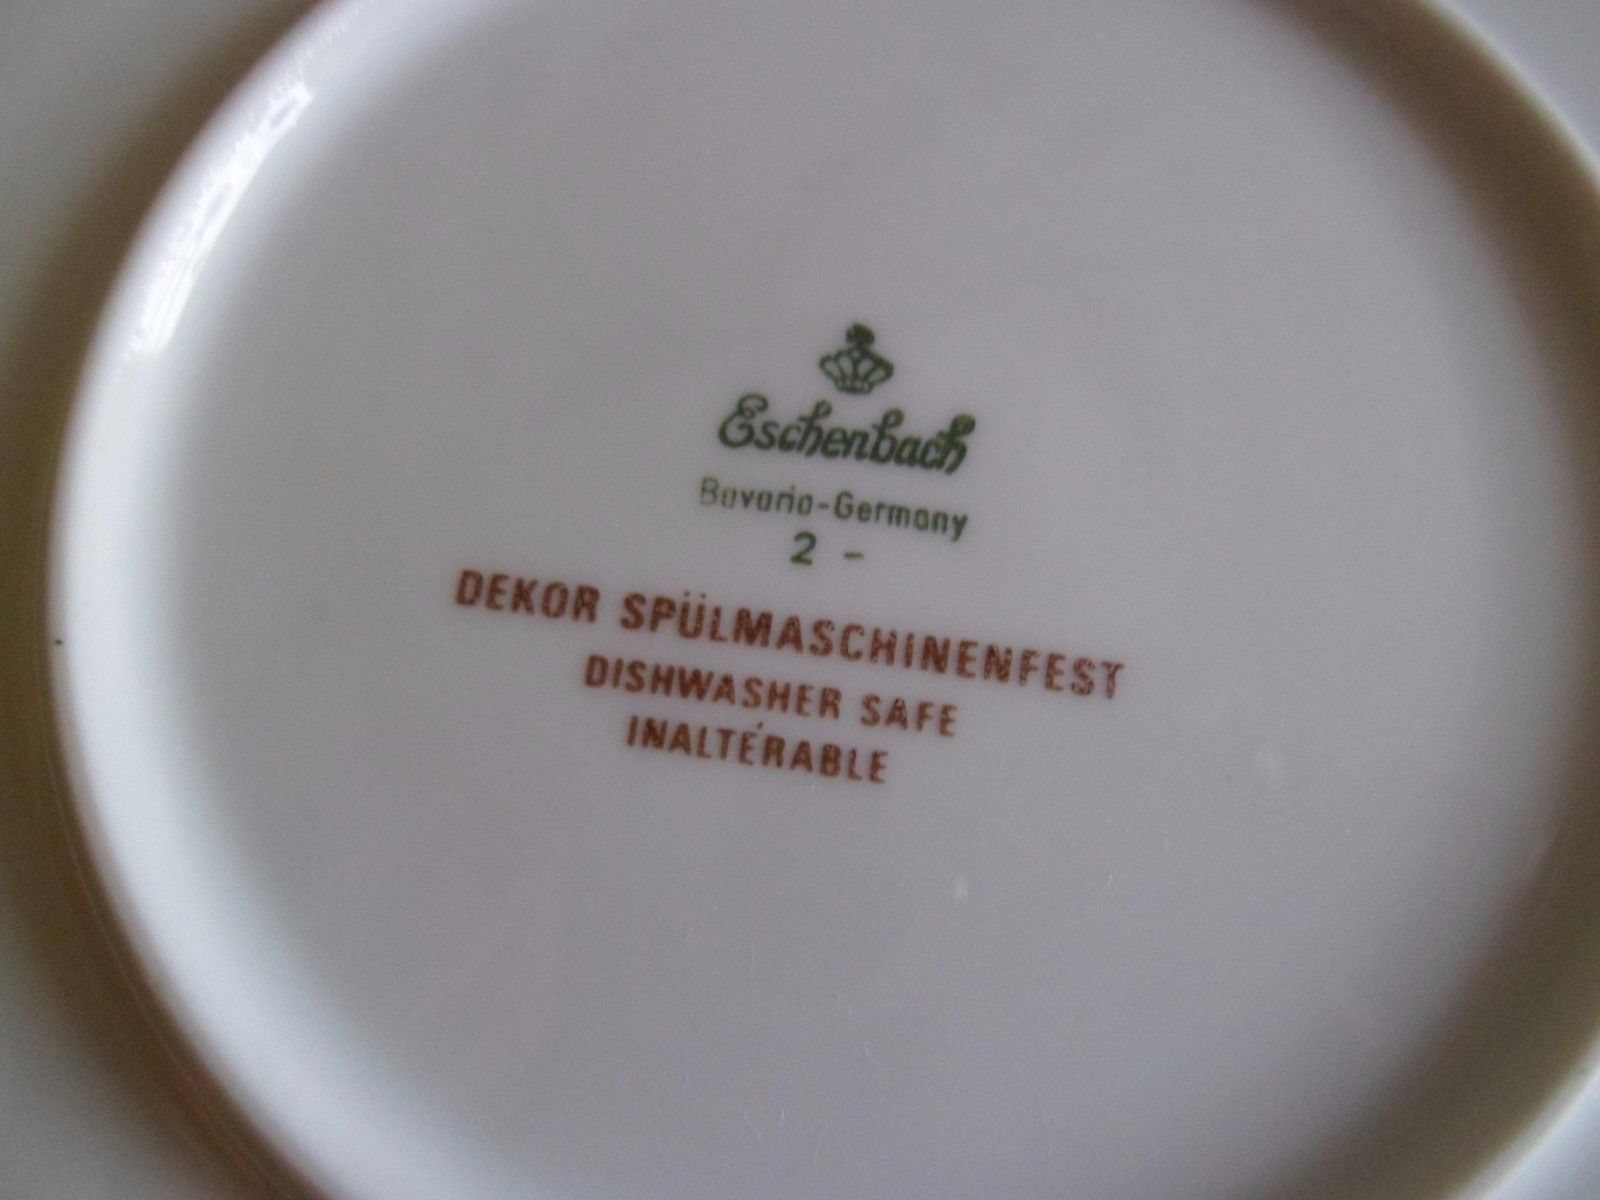 Eschenbach
Bavaria-Germany
2 -
DEKOR SPÜLMASCHINENFEST
DISHWASHER SAFE
INALTÉRABLE